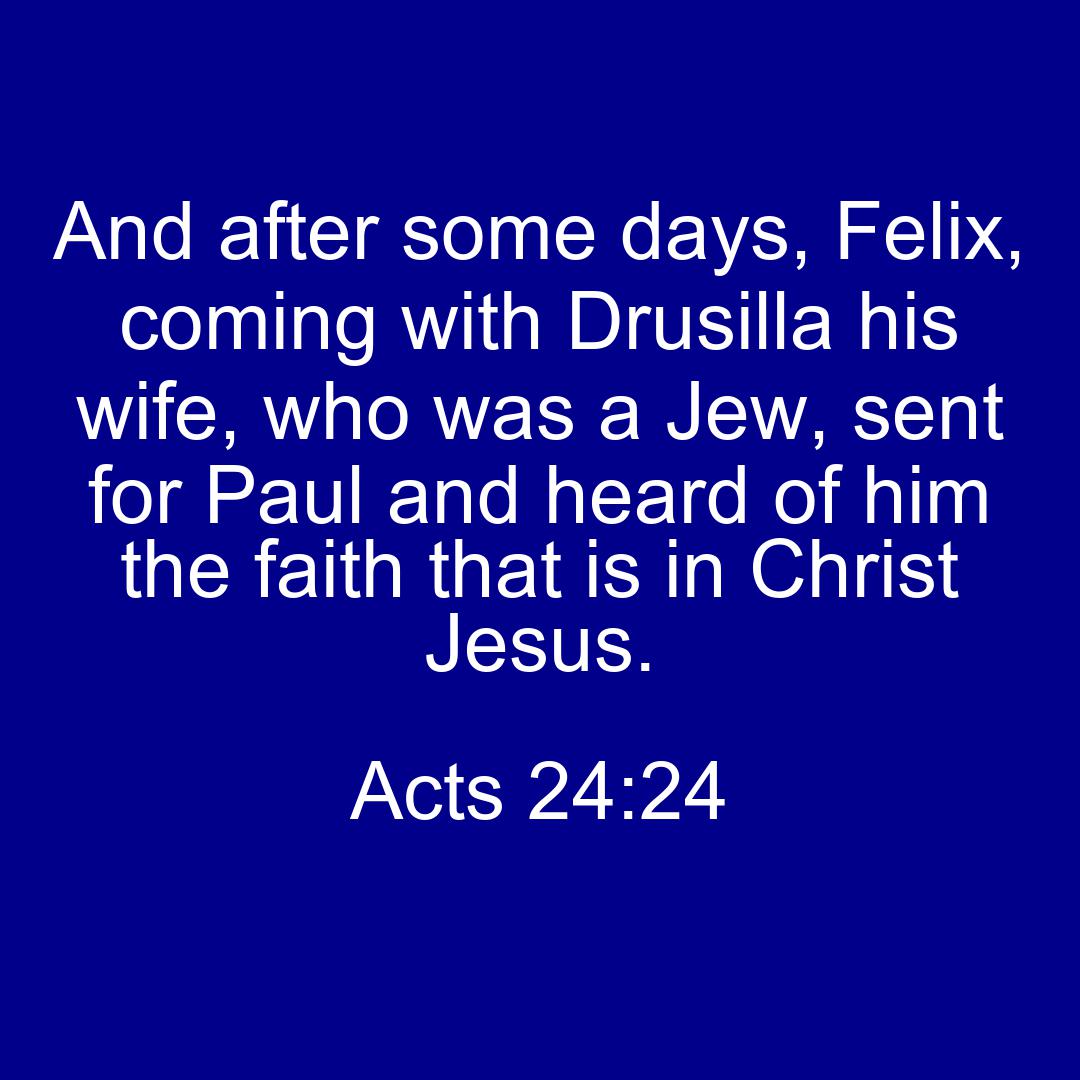 And after some days, Felix,
coming with Drusilla his
wife, who was a Jew, sent
for Paul and heard of him
the faith that is in Christ
Jesus.
Acts 24:24